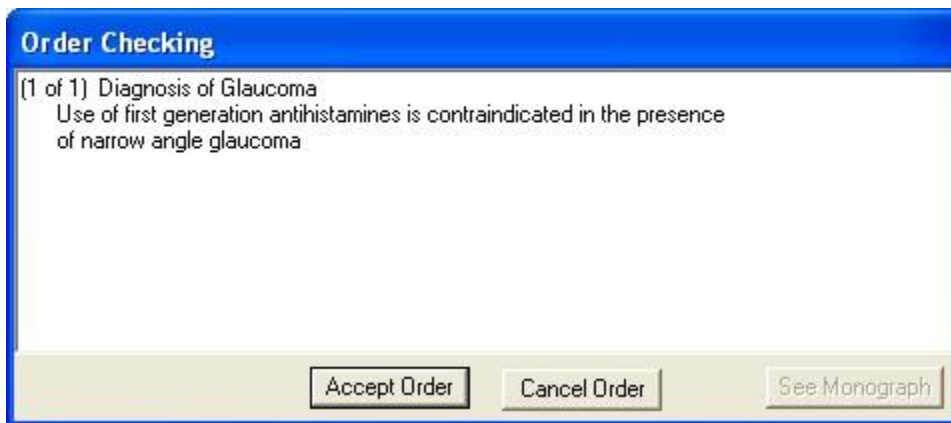 Order Checking
(1 of 1) Diagnosis of Glaucoma
Use of first generation antihistamines is contraindicated in the presence
of narrow angle glaucoma
Accept Order Cancel Order See Monograph